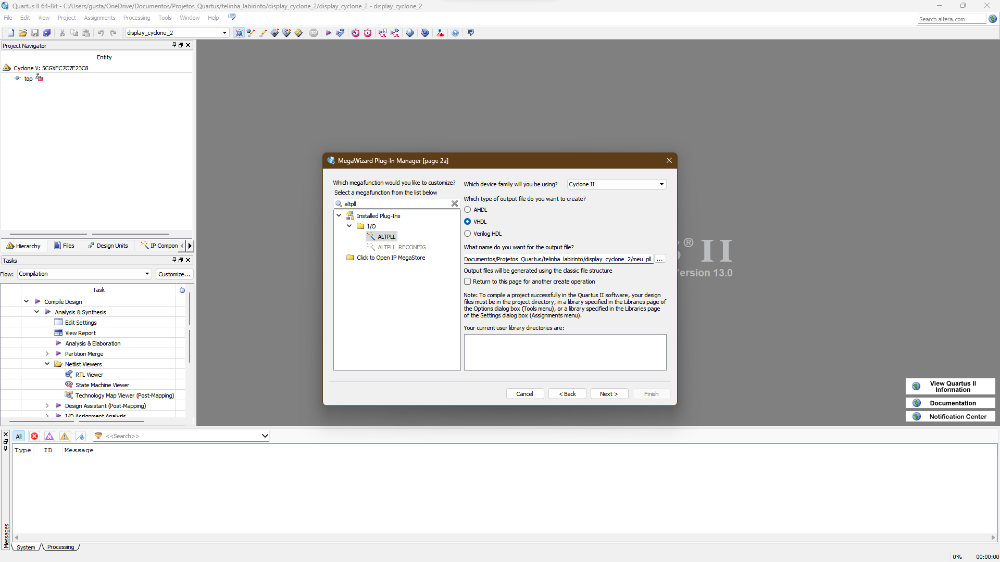 Quartus II 64-Bit - C:/Users/gusta/OneDrive/Documentos/Projetos_Quartus/telinha_labirinto/display_cyclone_2/display_cyclone_2 - display_cyclone_2
File Edit View Project Assignments Processing Tools Window Help
Search altera.com
display_cyclone_2
STOP
Project Navigator
Entity
Cyclone V: 5CGXFC7C7F23C8
top
Hierarchy Files Design Units IP Compon
Tasks
Flow: Compilation Customize...
Task
Compile Design
Analysis & Synthesis
Edit Settings
View Report
Analysis & Elaboration
Partition Merge
Netlist Viewers
RTL Viewer
State Machine Viewer
Technology Map Viewer (Post-Mapping)
Design Assistant (Post-Mapping)
I/O Assignment Analysis
MegaWizard Plug-In Manager [page 2a]
Which megafunction would you like to customize?
Select a megafunction from the list below
altpll
Installed Plug-Ins
I/O
ALTPLL
ALTPLL_RECONFIG
Click to Open IP MegaStore
Which device family will you be using? Cyclone II
Which type of output file do you want to create?
AHDL
VHDL
Verilog HDL
What name do you want for the output file?
Documentos/Projetos_Quartus/telinha_labirinto/display_cyclone_2/meu_pll ...
Output files will be generated using the classic file structure
Return to this page for another create operation
Note: To compile a project successfully in the Quartus II software, your design
files must be in the project directory, in a library specified in the Libraries page of
the Options dialog box (Tools menu), or a library specified in the Libraries page
of the Settings dialog box (Assignments menu).
Your current user library directories are:
Cancel < Back Next > Finish
® II
ersion 13.0
View Quartus II
Information
Documentation
Notification Center
All <<Search>>
Type ID Message
Messages
System Processing
0% 00:00:00